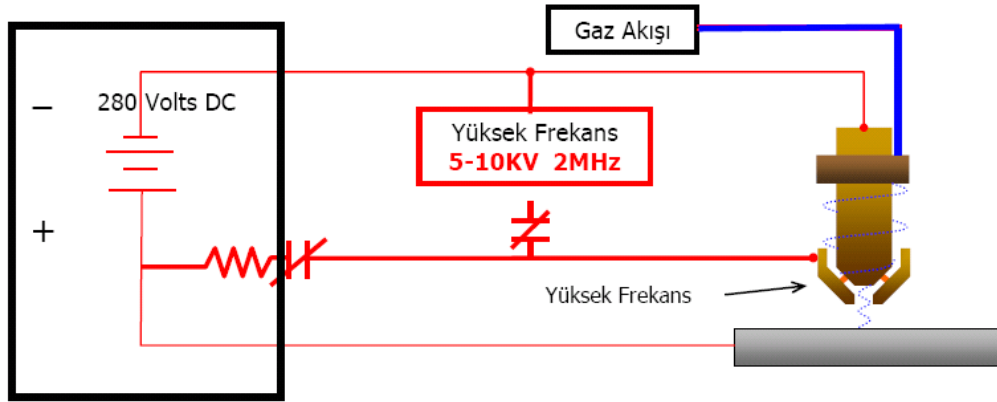 Gaz Akışı
−
280 Volts DC
Yüksek Frekans
5-10KV 2MHz
+
Yüksek Frekans